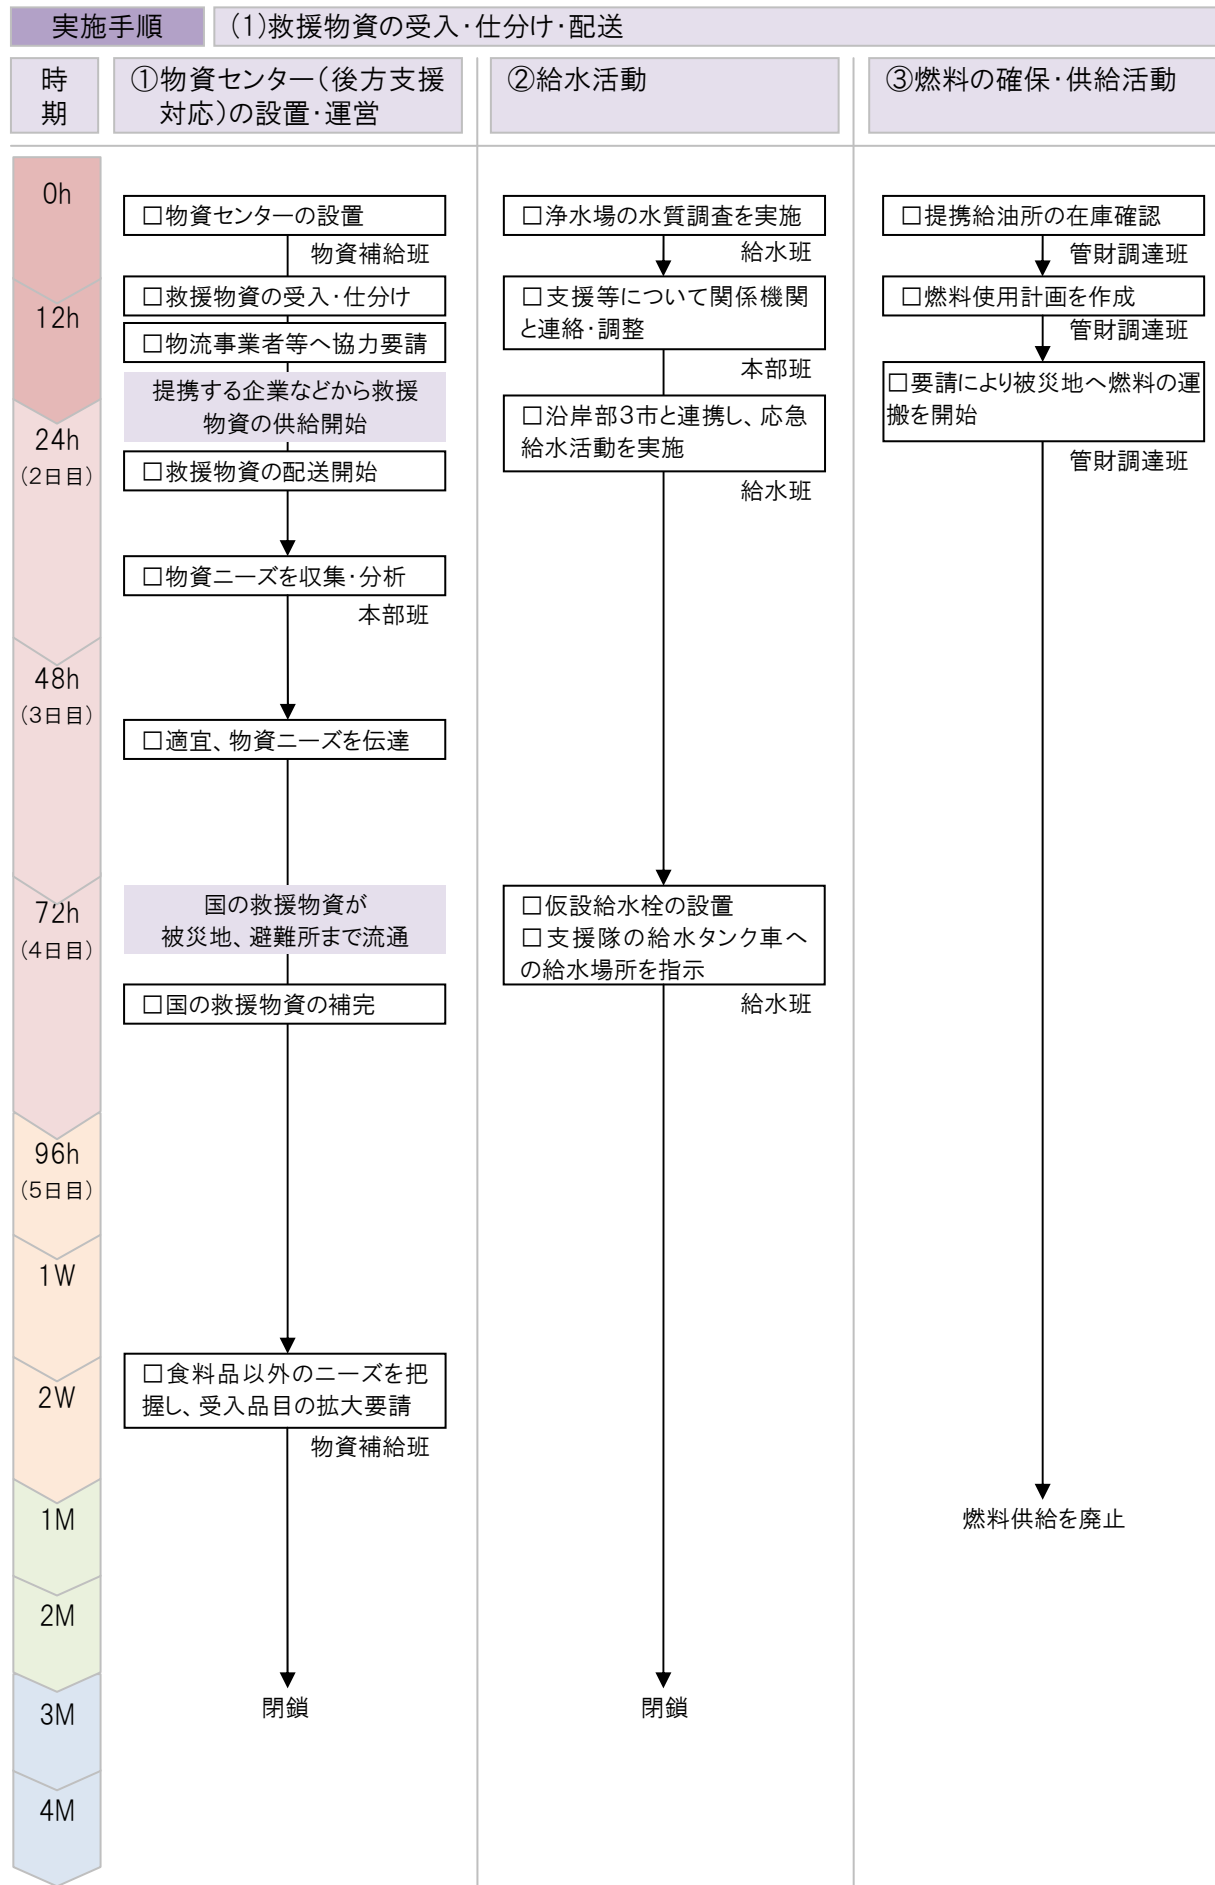 実施手順
(1)救援物資の受入・仕分け・配送
時
期
①物資センター(後方支援
対応)の設置・運営
②給水活動
③燃料の確保・供給活動
0h
12h
24h
(2日目)
48h
(3日目)
72h
(4日目)
96h
(5日目)
1W
2W
1M
2M
3M
4M
□物資センターの設置
物資補給班
□救援物資の受入・仕分け
□物流事業者等へ協力要請
提携する企業などから救援
物資の供給開始
□救援物資の配送開始
□物資ニーズを収集・分析
本部班
□適宜、物資ニーズを伝達
国の救援物資が
被災地、避難所まで流通
□国の救援物資の補完
□食料品以外のニーズを把
握し、受入品目の拡大要請
物資補給班
閉鎖
□浄水場の水質調査を実施
給水班
□支援等について関係機関
と連絡・調整
本部班
□沿岸部3市と連携し、応急
給水活動を実施
給水班
□仮設給水栓の設置
□支援隊の給水タンク車へ
の給水場所を指示
給水班
閉鎖
□提携給油所の在庫確認
管財調達班
□燃料使用計画を作成
管財調達班
□要請により被災地へ燃料の運
搬を開始
管財調達班
燃料供給を廃止